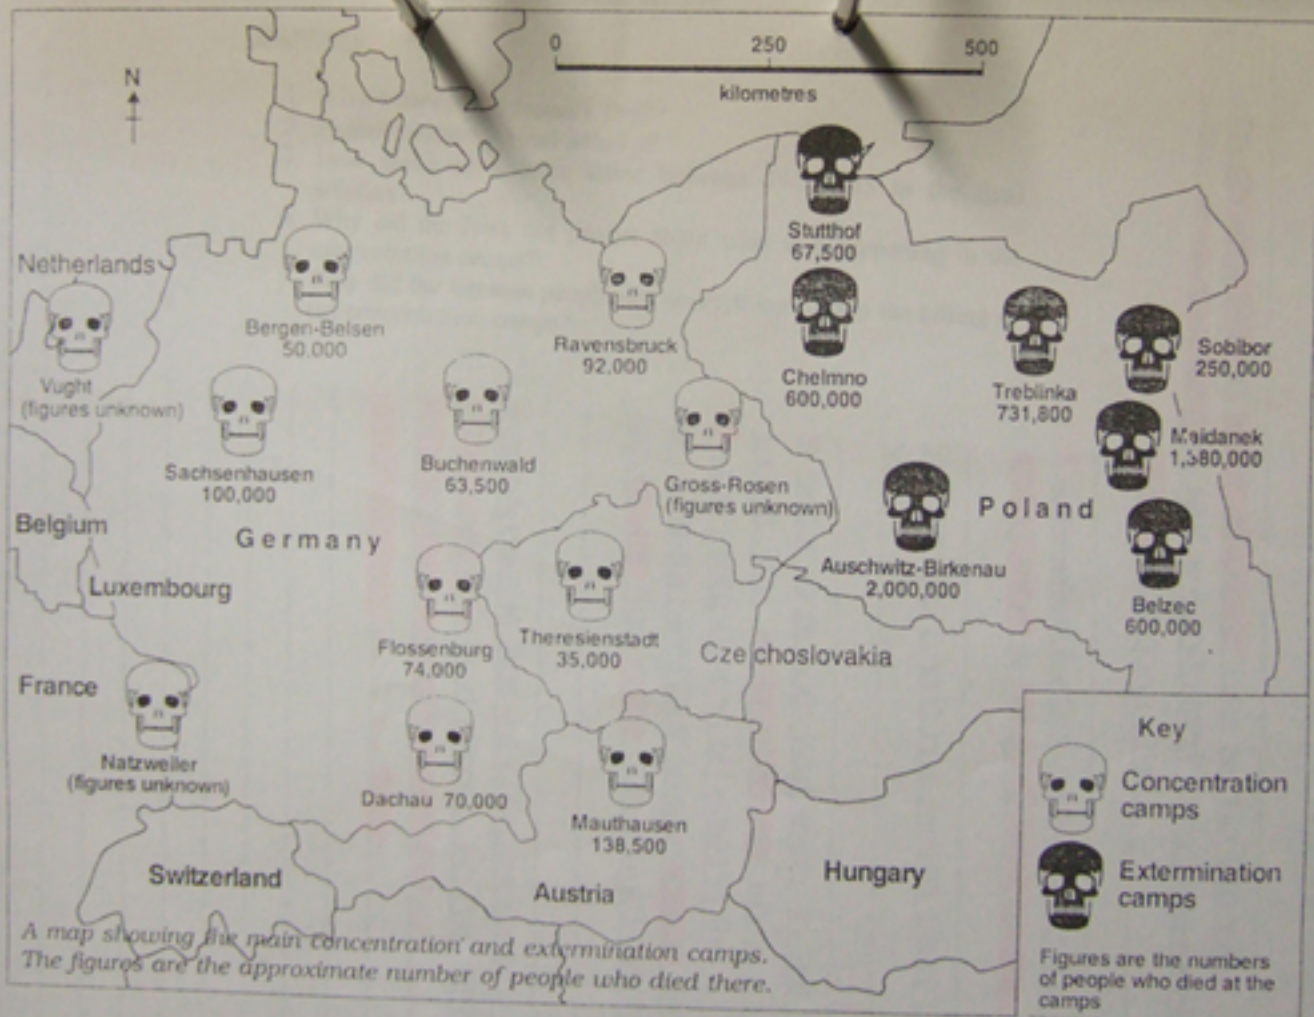 N
0 250 500
kilometres
Stutthof
67,500
Netherlands
Bergen-Belsen
50,000
Ravensbruck
92,000
Vught
(figures unknown)
Chelmno
600,000
Treblinka
731,800
Sobibor
250,000
Maidanek
1,380,000
Sachsenhausen
100,000
Buchenwald
63,500
Gross-Rosen
(figures unknown)
Poland
Belgium
Germany
Auschwitz-Birkenau
2,000,000
Luxembourg
Belzec
600,000
Flossenburg
74,000
Theresienstadt
35,000
Czechoslovakia
France
Natzweiler
(figures unknown)
Dachau 70,000
Mauthausen
138,500
Switzerland
Austria
Hungary
Key
Concentration
camps
Extermination
camps
Figures are the numbers
of people who died at the
camps
A map showing the main concentration and extermination camps.
The figures are the approximate number of people who died there.